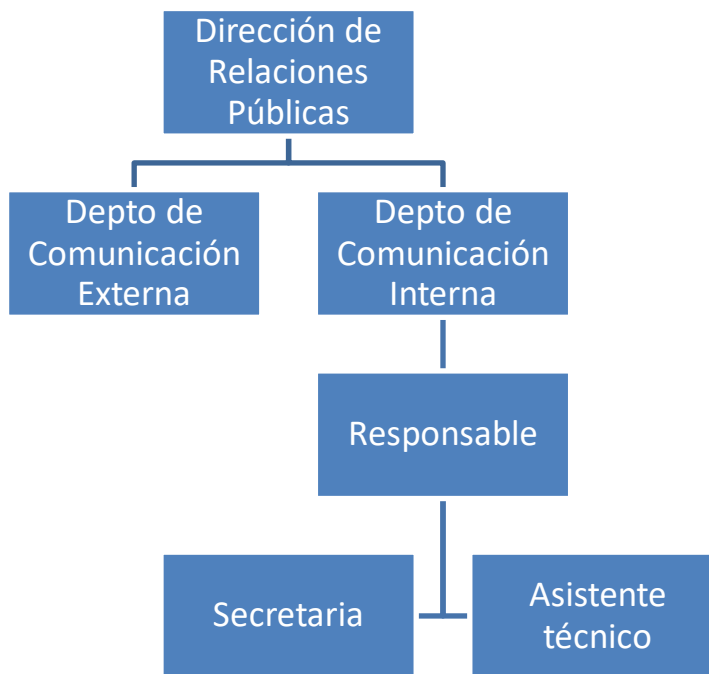 Dirección de
Relaciones
Públicas
Depto de
Comunicación
Externa
Depto de
Comunicación
Interna
Responsable
Secretaria
Asistente
técnico